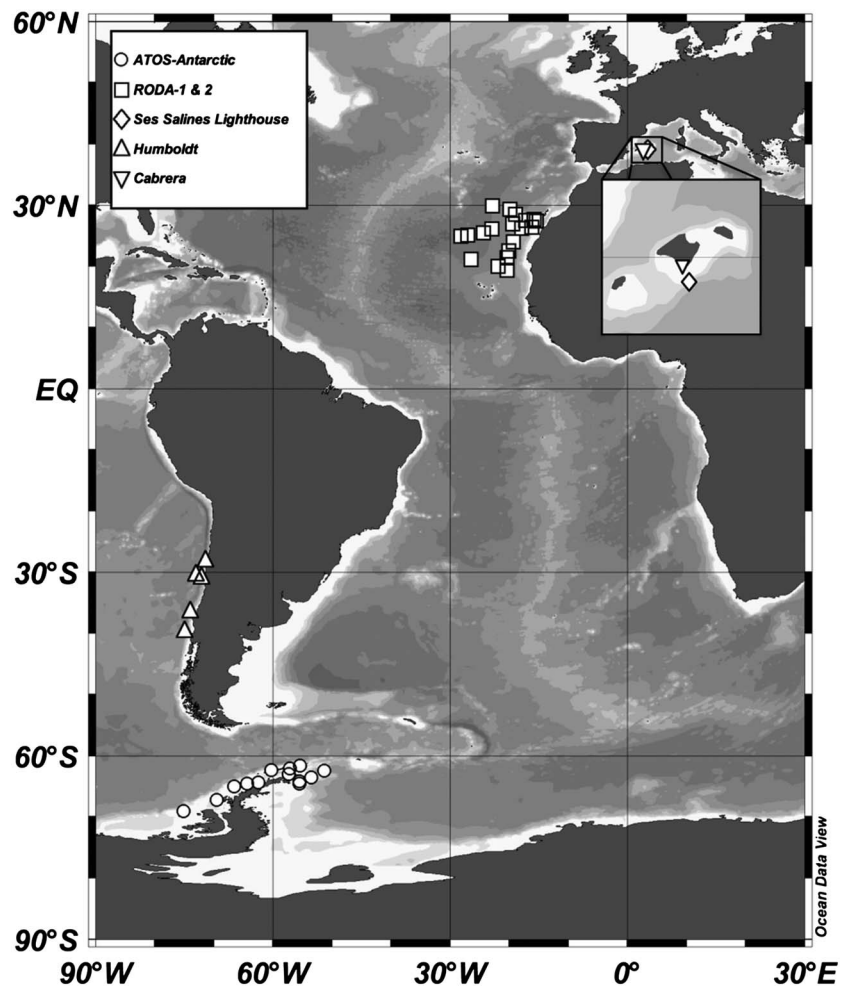 60°N
ATOS-Antarctic
RODA-1 & 2
Ses Salines Lighthouse
Humboldt
Cabrera
30°N
EQ
30°S
60°S
90°S
90°W 60°W 30°W 0° 30°E
Ocean Data View